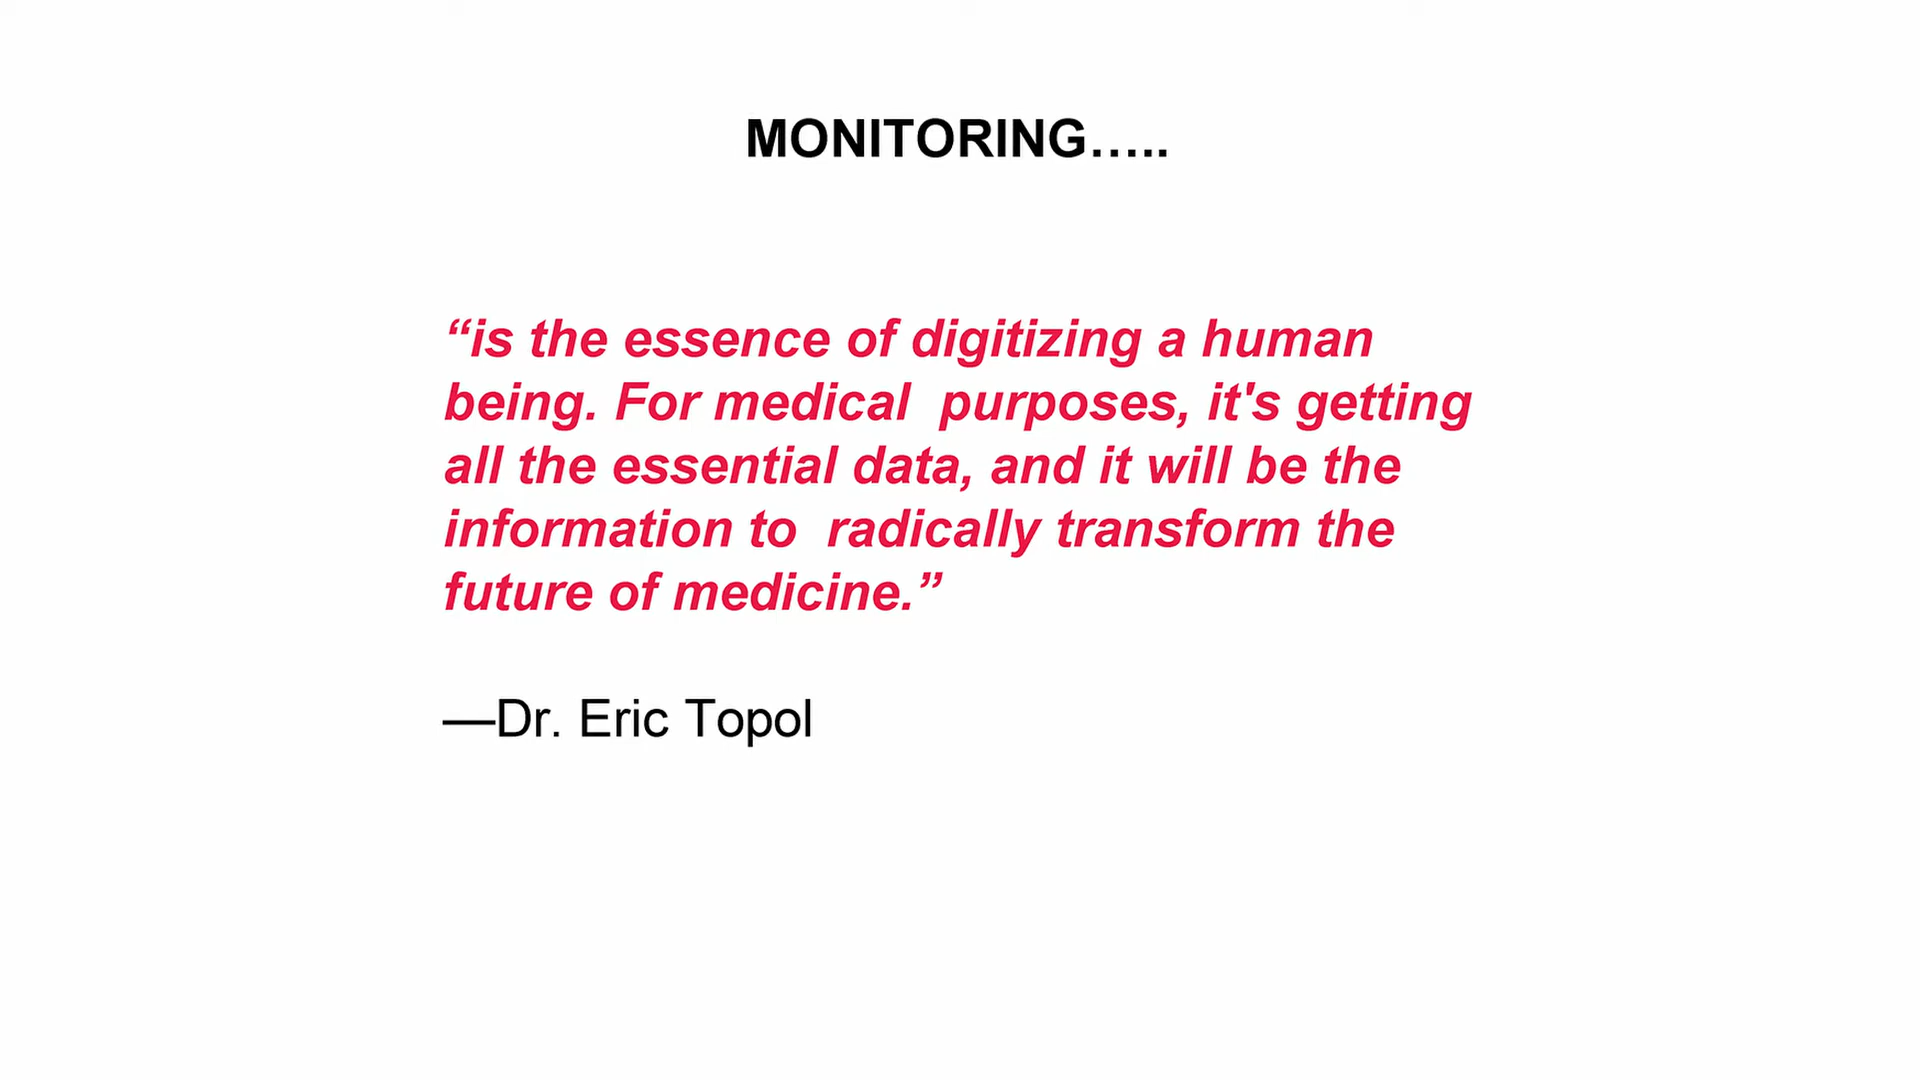 MONITORING…..
“is the essence of digitizing a human
being. For medical  purposes, it's getting
all the essential data, and it will be the
information to  radically transform the
future of medicine.”
—Dr. Eric Topol